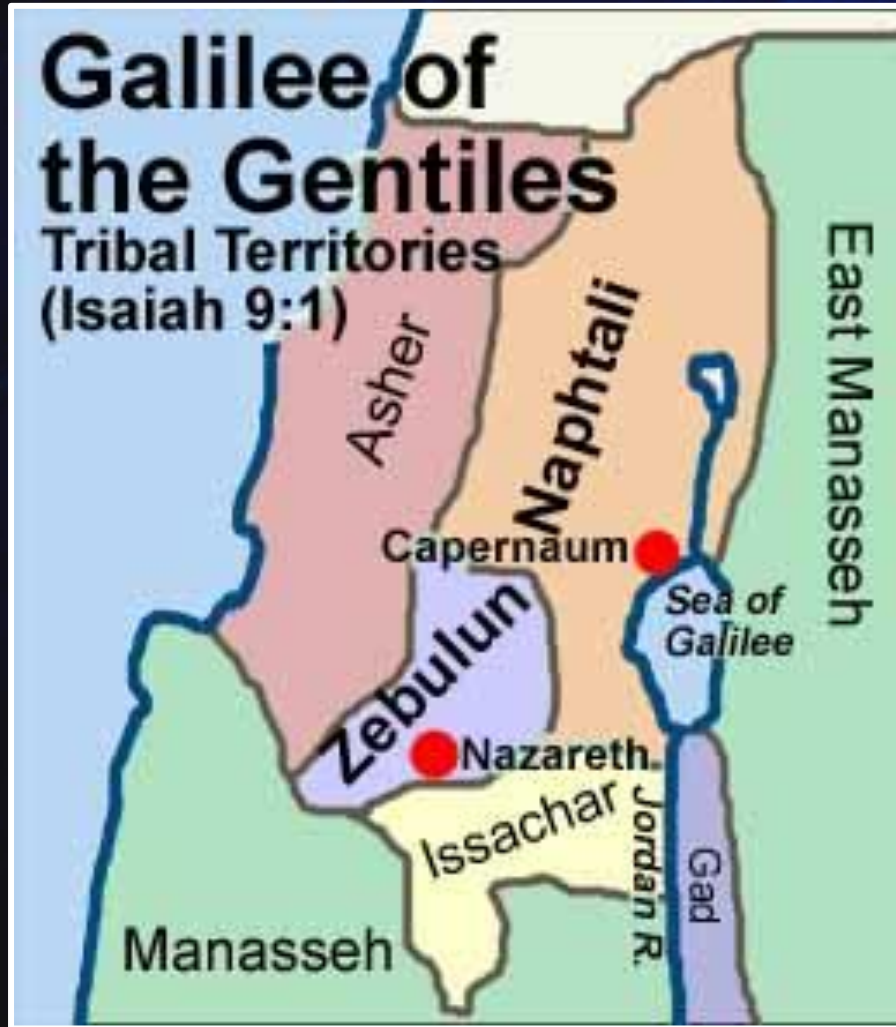 Galilee of
the Gentiles
Tribal Territories
(Isaiah 9:1)
Asher
Naphtali
East Manasseh
Capernaum
Sea of
Galilee
Zebulun
Nazareth
Issachar
Jordan R.
Gad
Manasseh